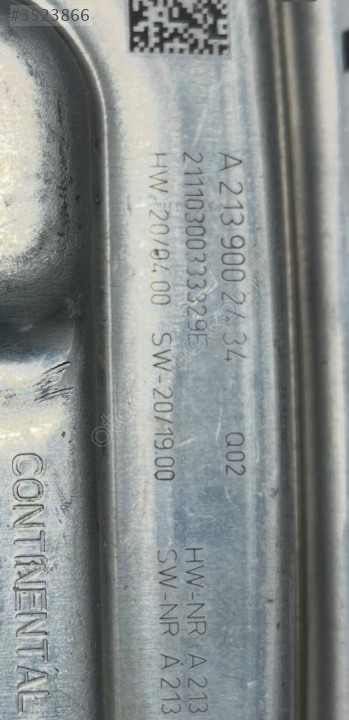 #3523866
A 213 900 24 34 Q02
21110300333329E
HW-20/04.00 SW-20/19.00
HW-NR A 213
SW-NR A 213
CONTINENTAL